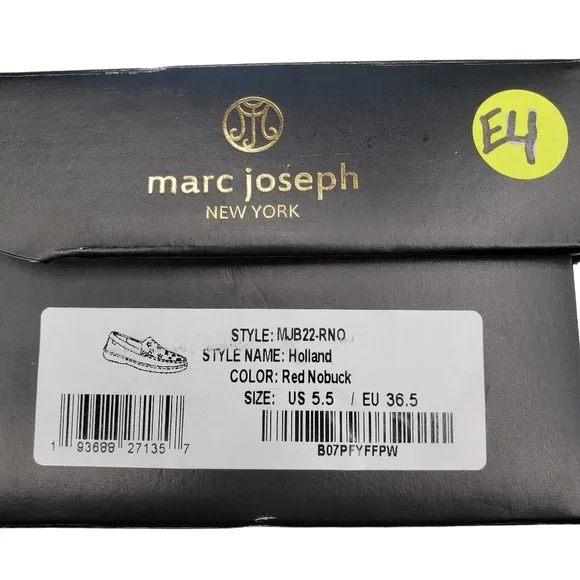 E4
marc joseph
NEW YORK
STYLE: MJB22-RNO
STYLE NAME: Holland
COLOR: Red Nobuck
SIZE: US 5.5 / EU 36.5
1 93688 27135 7
B07PFYFFPW